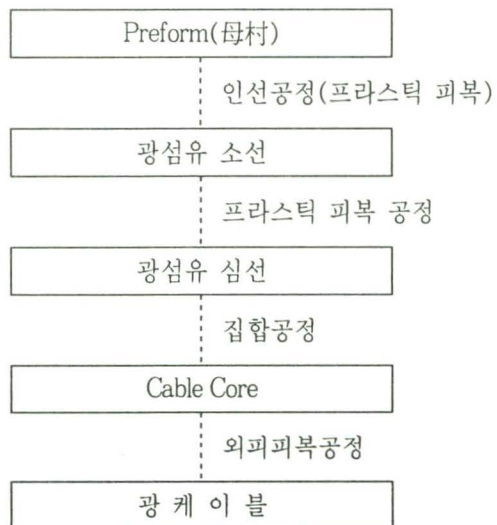 Preform(母村)
인선공정(프라스틱 피복)
광섬유 소선
프라스틱 피복 공정
광섬유 심선
집합공정
Cable Core
외피피복공정
광 케 이 블